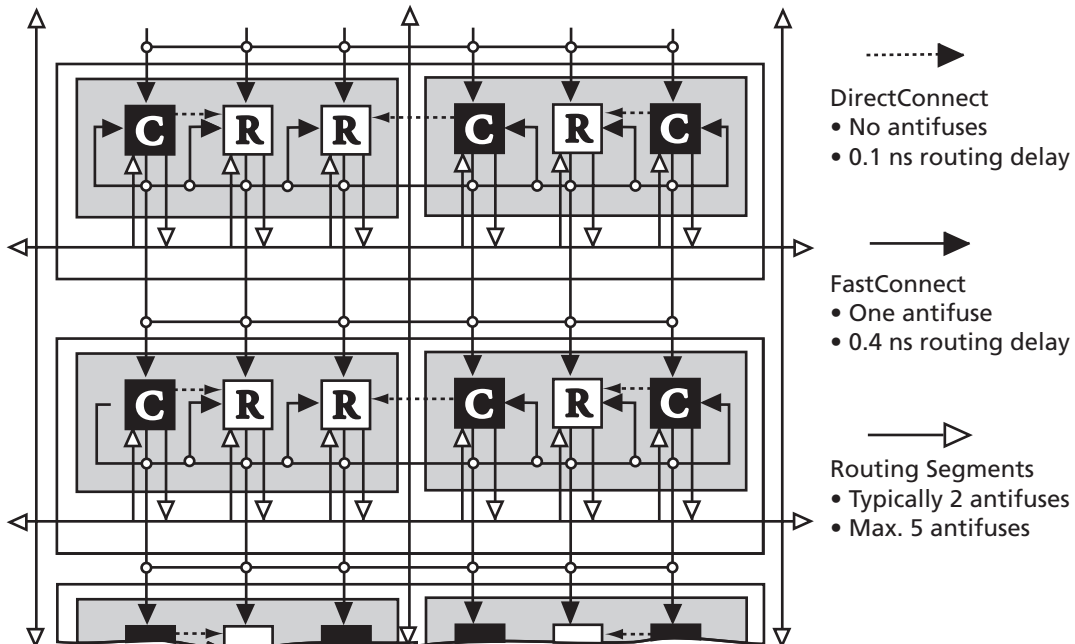 DirectConnect
• No antifuses
• 0.1 ns routing delay
C R R C R C
FastConnect
• One antifuse
• 0.4 ns routing delay
C R R C R C
Routing Segments
• Typically 2 antifuses
• Max. 5 antifuses